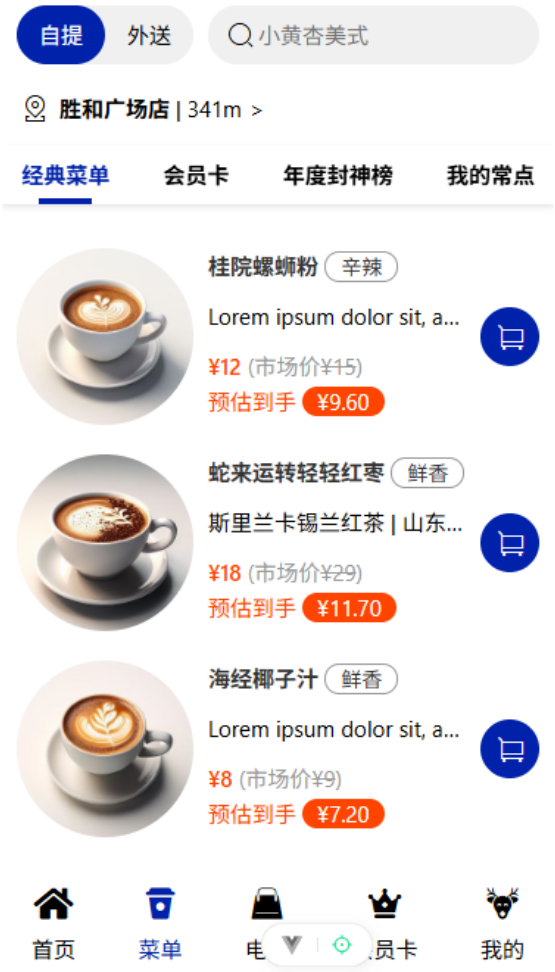 自提 外送 小黄杏美式
胜和广场店 | 341m >
经典菜单 会员卡 年度封神榜 我的常点
桂院螺蛳粉 辛辣
Lorem ipsum dolor sit, a...
¥12 (市场价¥15)
预估到手 ¥9.60
蛇来运转轻轻红枣 鲜香
斯里兰卡锡兰红茶 | 山东...
¥18 (市场价¥29)
预估到手 ¥11.70
海经椰子汁 鲜香
Lorem ipsum dolor sit, a...
¥8 (市场价¥9)
预估到手 ¥7.20
首页 菜单 电 员卡 我的